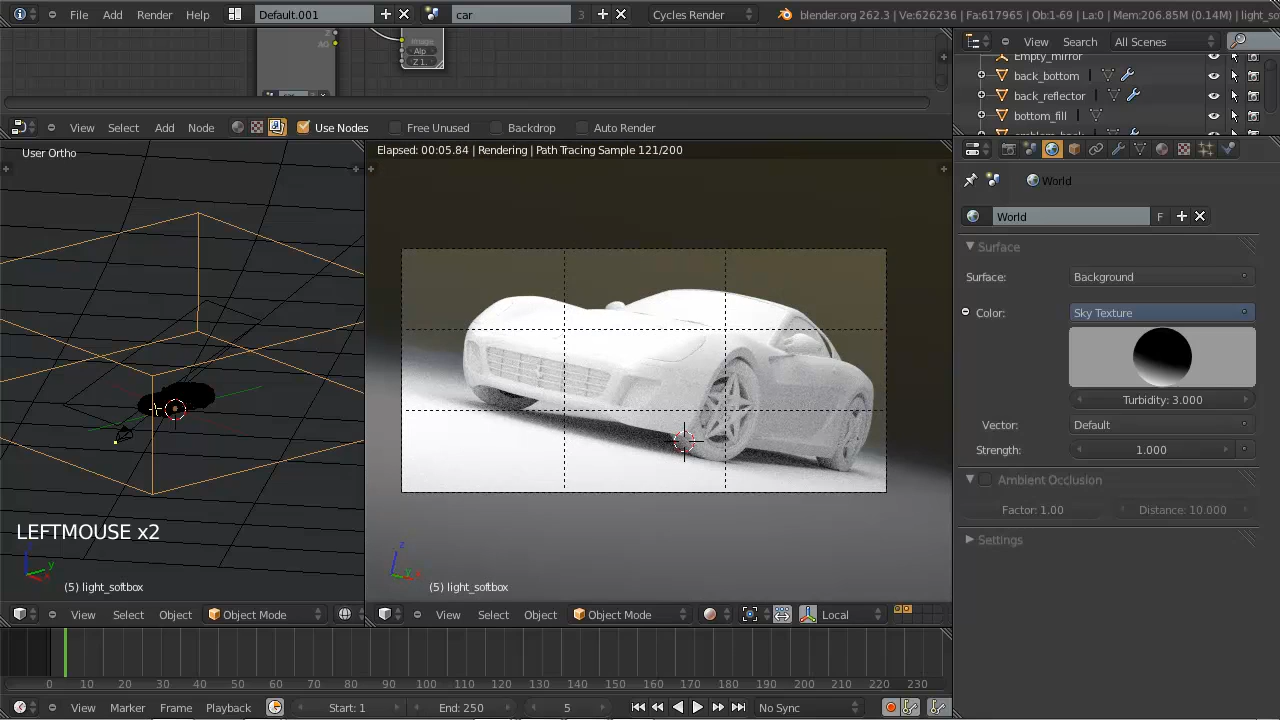 File Add Render Help Default.001 car 3 Cycles Render blender.org 262.3 | Ve:626236 | Fa:617965 | Ob:1-69 | La:0 | Mem:206.85M (0.14M) | light_so
Image
Alp
Z 1.
View Search All Scenes
Empty_mirror
back_bottom
back_reflector
bottom_fill
View Select Add Node Use Nodes Free Unused Backdrop Auto Render
User Ortho
Elapsed: 00:05.84 | Rendering | Path Tracing Sample 121/200
World
World F
Surface
Surface: Background
Color: Sky Texture
Turbidity: 3.000
Vector: Default
Strength: 1.000
Ambient Occlusion
Factor: 1.00 Distance: 10.000
Settings
LEFTMOUSE x2
z
y
x
(5) light_softbox
(5) light_softbox
View Select Object Object Mode
View Select Object Object Mode Local
0 10 20 30 40 50 60 70 80 90 100 110 120 130 140 150 160 170 180 190 200 210 220 230
View Marker Frame Playback Start: 1 End: 250 5 No Sync